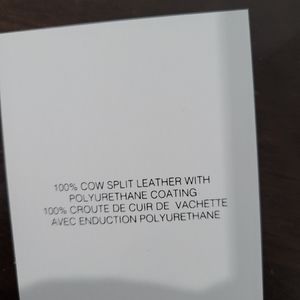 100% COW SPLIT LEATHER WITH
POLYURETHANE COATING
100% CROUTE DE CUIR DE VACHETTE
AVEC ENDUCTION POLYURETHANE